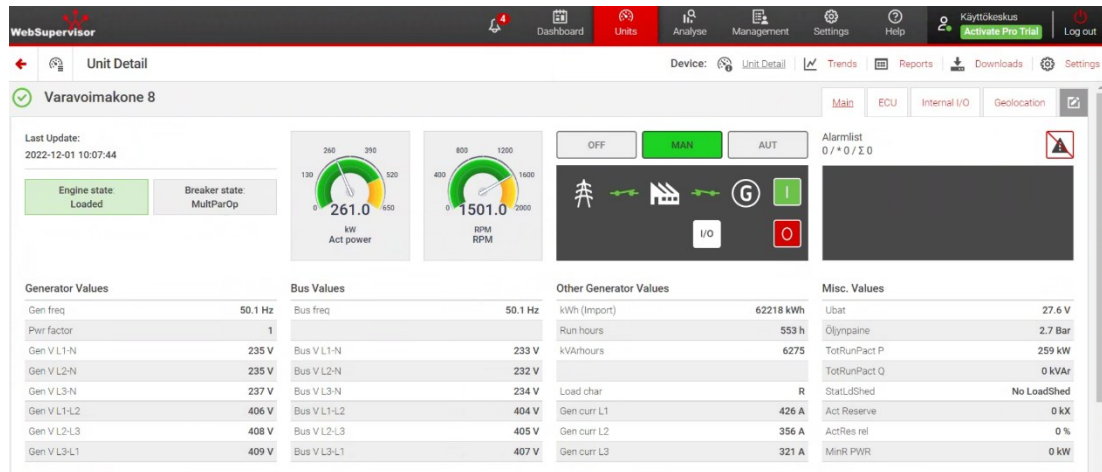 WebSupervisor
4
Dashboard
Units
Analyse
Management
Settings
Help
Käyttökeskus
Activate Pro Trial
Log out
Unit Detail
Device:
Unit Detail
Trends
Reports
Downloads
Settings
Varavoimakone 8
Main
ECU
Internal I/O
Geolocation
Last Update:
2022-12-01 10:07:44
Engine state:
Loaded
Breaker state:
MultParOp
0 130 260 390 520 650
261.0
kW
Act power
0 400 800 1200 1600 2000
1501.0
RPM
RPM
OFF
MAN
AUT
G
I
I/O
O
Alarmlist
0 / * 0 / Σ 0
Generator Values
Gen freq 50.1 Hz
Pwr factor 1
Gen V L1-N 235 V
Gen V L2-N 235 V
Gen V L3-N 237 V
Gen V L1-L2 406 V
Gen V L2-L3 408 V
Gen V L3-L1 409 V
Bus Values
Bus freq 50.1 Hz
Bus V L1-N 233 V
Bus V L2-N 232 V
Bus V L3-N 234 V
Bus V L1-L2 404 V
Bus V L2-L3 405 V
Bus V L3-L1 407 V
Other Generator Values
kWh (Import) 62218 kWh
Run hours 553 h
kVArhours 6275
Load char R
Gen curr L1 426 A
Gen curr L2 356 A
Gen curr L3 321 A
Misc. Values
Ubat 27.6 V
Öljynpaine 2.7 Bar
TotRunPact P 259 kW
TotRunPact Q 0 kVAr
StatLdShed No LoadShed
Act Reserve 0 kX
ActRes rel 0 %
MinR PWR 0 kW